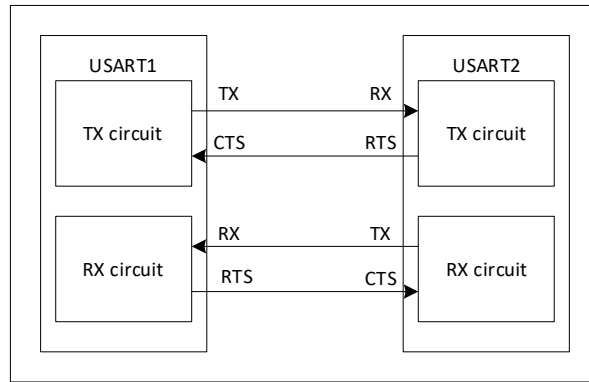 USART1 USART2
TX RX
TX circuit TX circuit
CTS RTS
RX TX
RX circuit RX circuit
RTS CTS